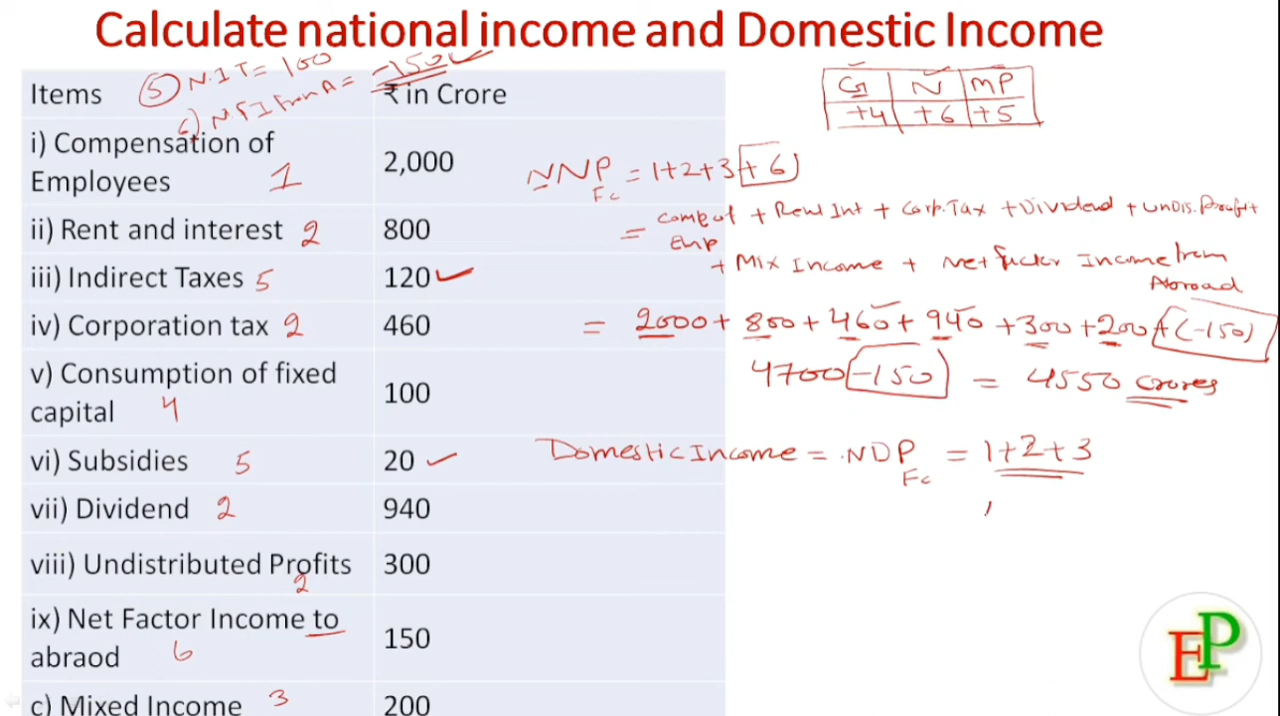 Calculate national income and Domestic Income
5 N.I T = 100
6) NFI from A = -150
Items ₹ in Crore
i) Compensation of Employees 1 2,000
ii) Rent and interest 2 800
iii) Indirect Taxes 5 120
iv) Corporation tax 2 460
v) Consumption of fixed capital 4 100
vi) Subsidies 5 20
vii) Dividend 2 940
viii) Undistributed Profits 2 300
ix) Net Factor Income to abraod 6 150
c) Mixed Income 3 200
G N MP
+4 +6 +5
NNP Fc = 1+2+3+6
= comp of Emp + Rent Int + Corp. Tax + Dividend + UnDis. Profit +
+ Mix Income + Net factor Income from Abroad
= 2000 + 800 + 460 + 940 + 300 + 200 + (-150)
4700 -150 = 4550 crores
Domestic Income = NDP Fc = 1+2+3
EP